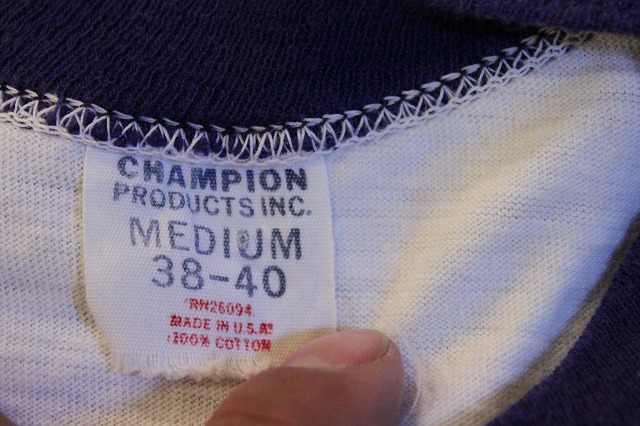 CHAMPION
PRODUCTS INC.
MEDIUM
38-40
RN26094
MADE IN U.S.A.
100% COTTON